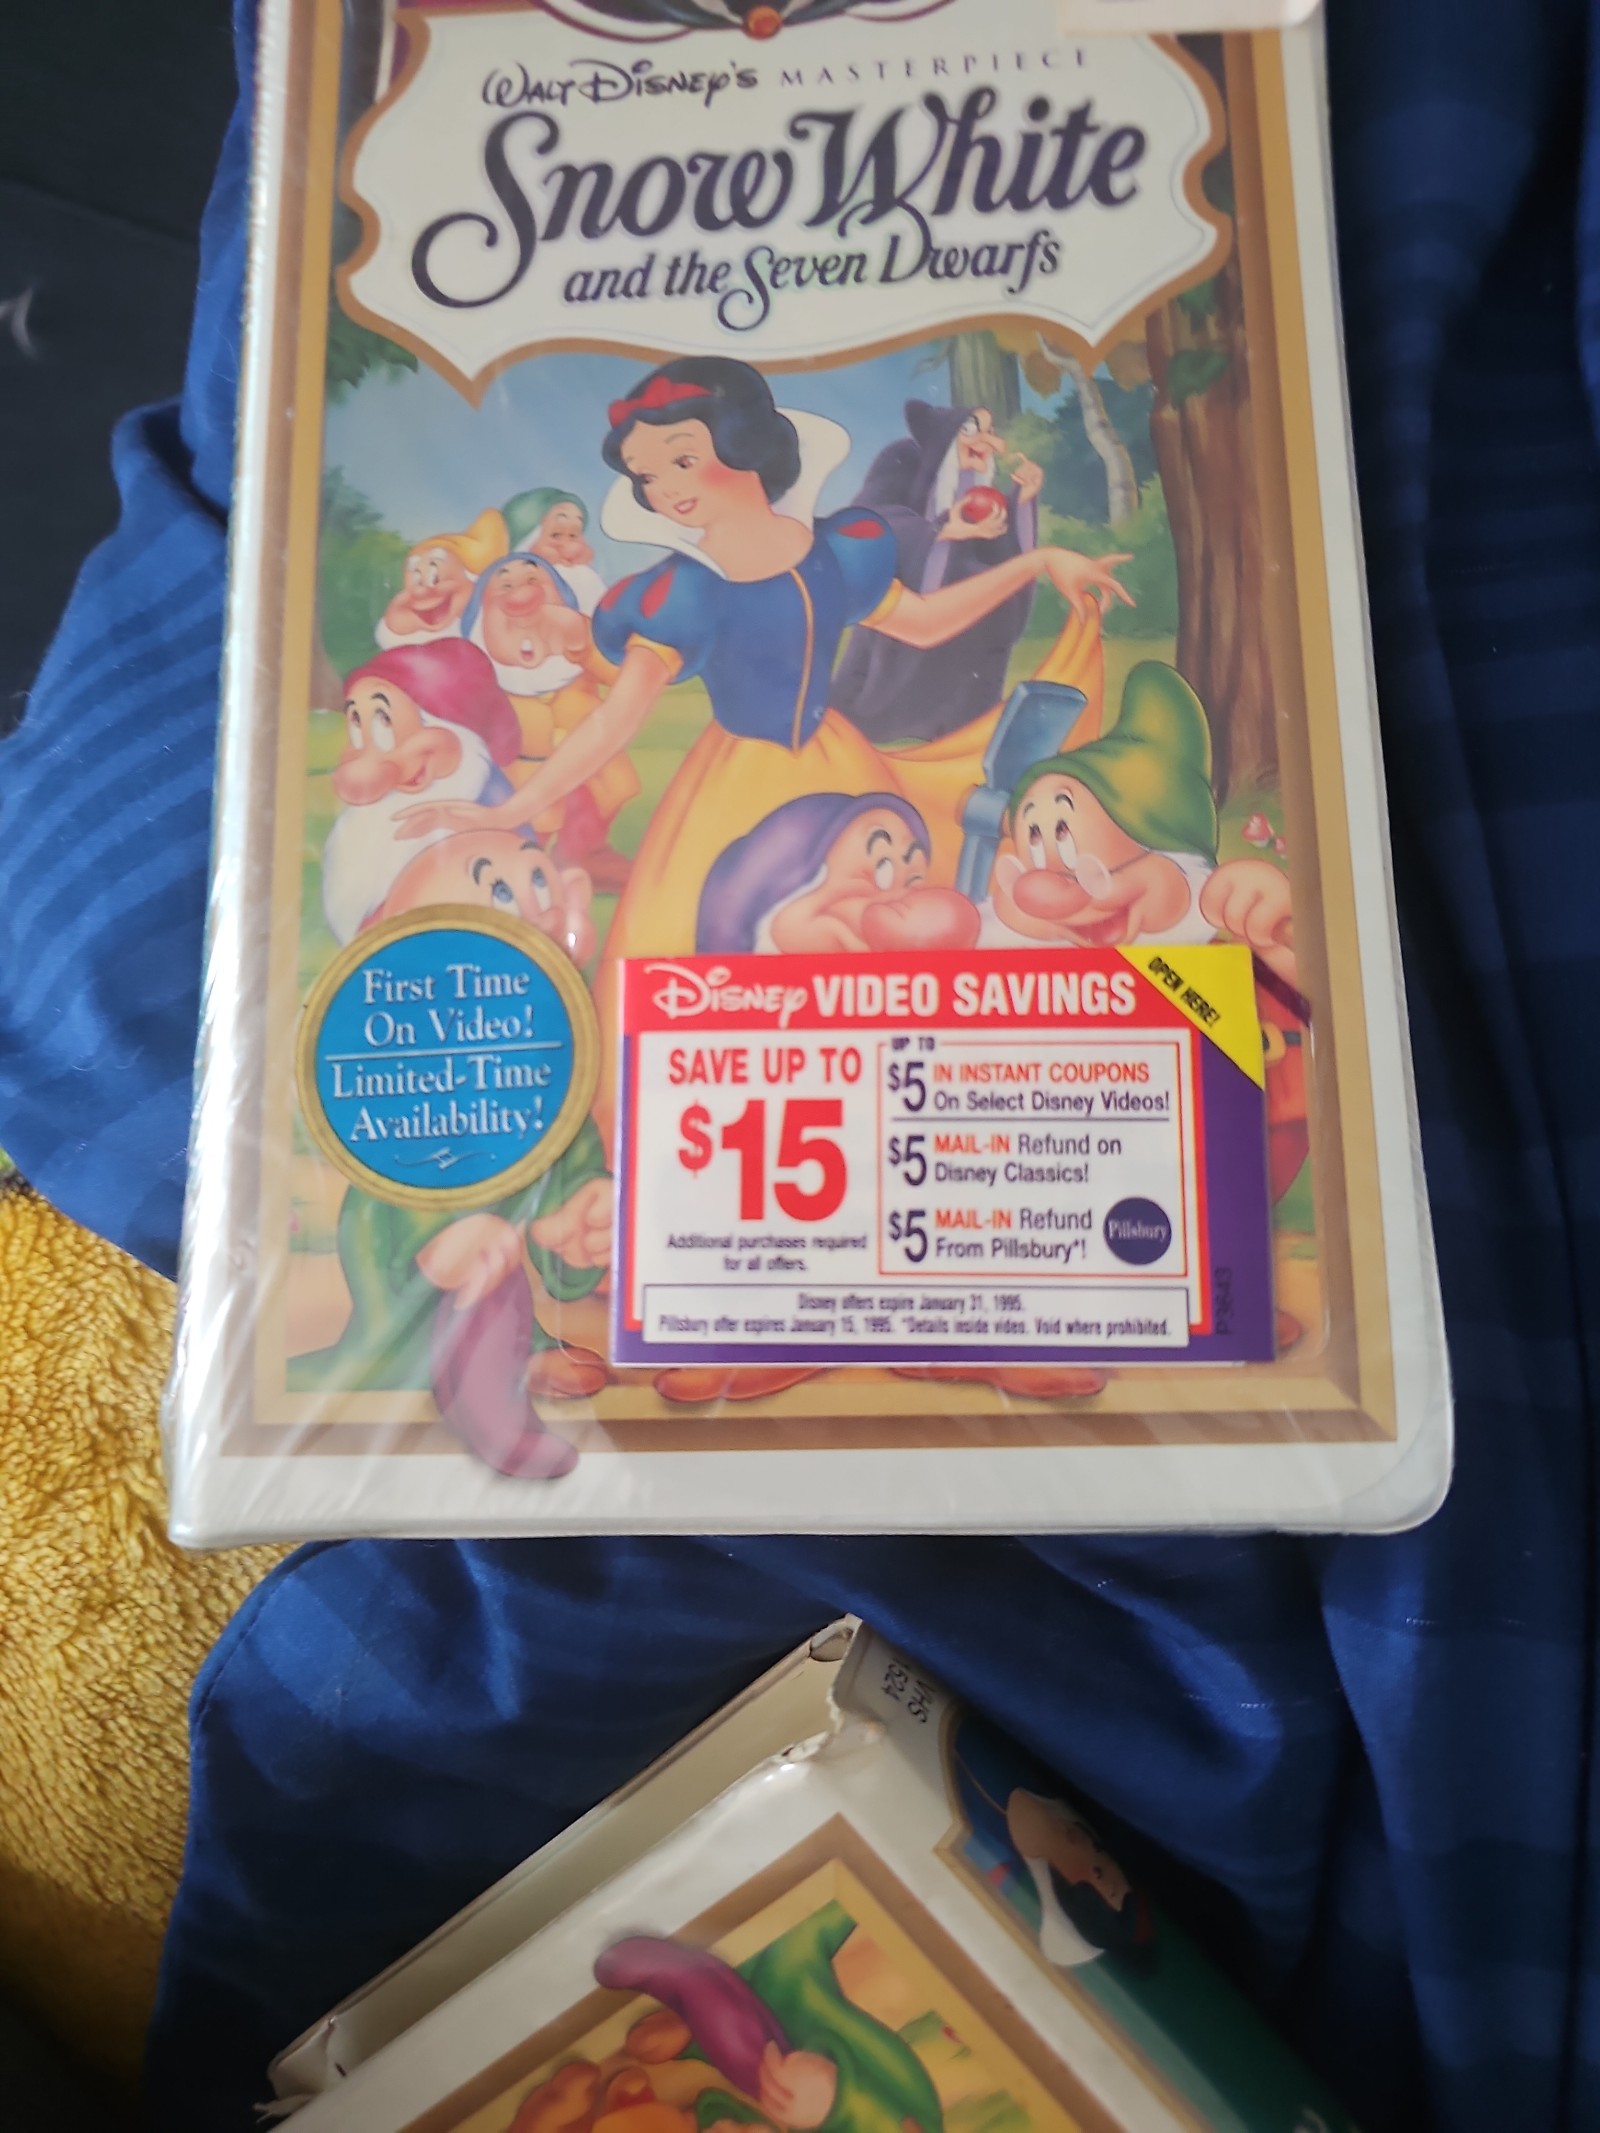 WALT DISNEY'S MASTERPIECE
Snow White
and the Seven Dwarfs
First Time
On Video!
Limited-Time
Availability!
DISNEY VIDEO SAVINGS
OPEN HERE!
SAVE UP TO
$15
Additional purchases required
for all offers.
UP TO
$5 IN INSTANT COUPONS
On Select Disney Videos!
$5 MAIL-IN Refund on
Disney Classics!
$5 MAIL-IN Refund
From Pillsbury*!
Pillsbury
Disney offers expire January 31, 1995.
Pillsbury offer expires January 15, 1995. *Details inside video. Void where prohibited.
VHS
1524